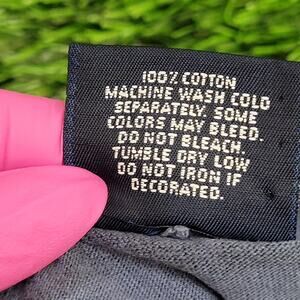 100% COTTON
MACHINE WASH COLD
SEPARATELY. SOME
COLORS MAY BLEED.
DO NOT BLEACH.
TUMBLE DRY LOW
DO NOT IRON IF
DECORATED.